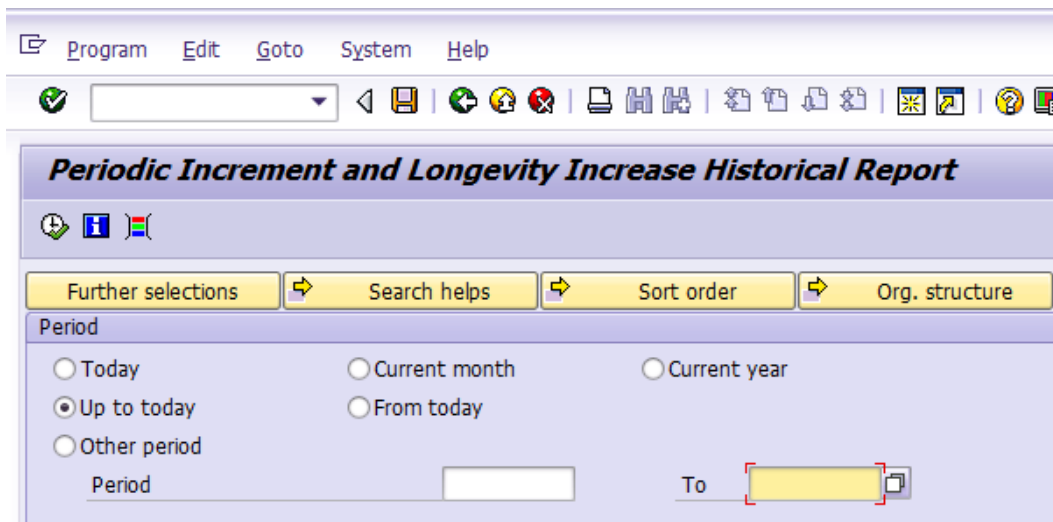 Program Edit Goto System Help
Periodic Increment and Longevity Increase Historical Report
Further selections Search helps Sort order Org. structure
Period
Today Current month Current year
Up to today From today
Other period
Period To